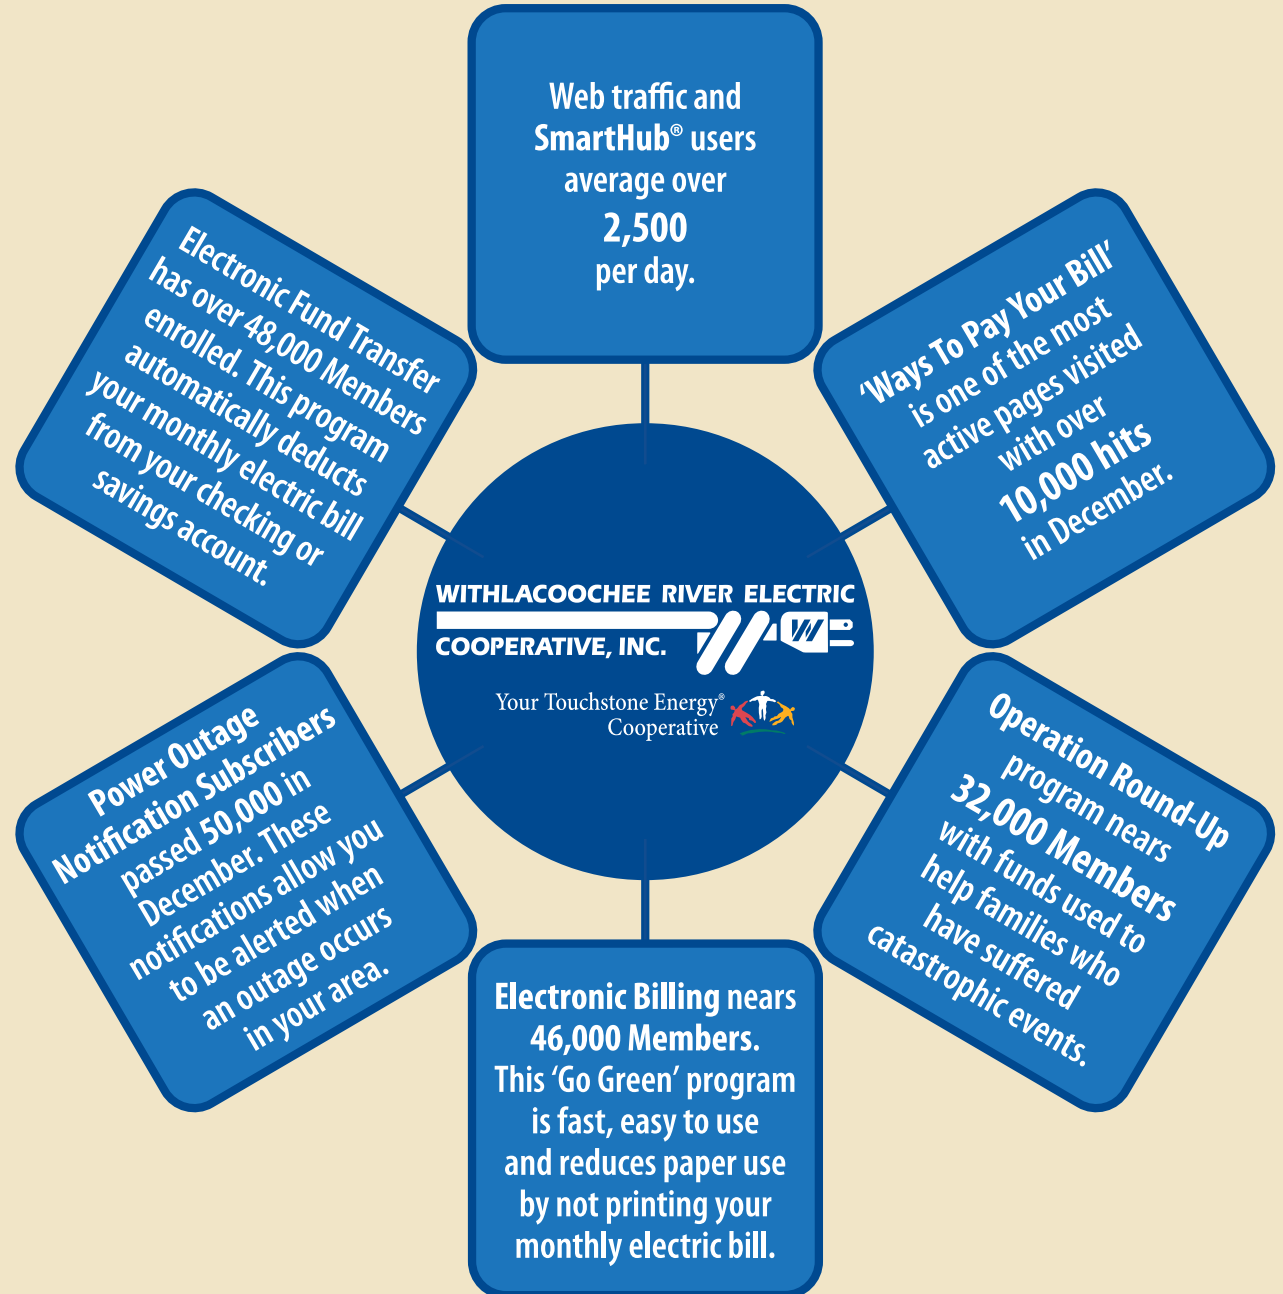 Web traffic and
SmartHub® users
average over
2,500
per day.
'Ways To Pay Your Bill'
is one of the most
active pages visited
with over
10,000 hits
in December.
Operation Round-Up
program nears
32,000 Members
with funds used to
help families who
have suffered
catastrophic events.
Electronic Billing nears
46,000 Members.
This ‘Go Green’ program
is fast, easy to use
and reduces paper use
by not printing your
monthly electric bill.
Power Outage
Notification Subscribers
passed 50,000 in
December. These
notifications allow you
to be alerted when
an outage occurs
in your area.
Electronic Fund Transfer
has over 48,000 Members
enrolled. This program
automatically deducts
your monthly electric bill
from your checking or
savings account.
WITHLACOOCHEE RIVER ELECTRIC
COOPERATIVE, INC.
Your Touchstone Energy®
Cooperative